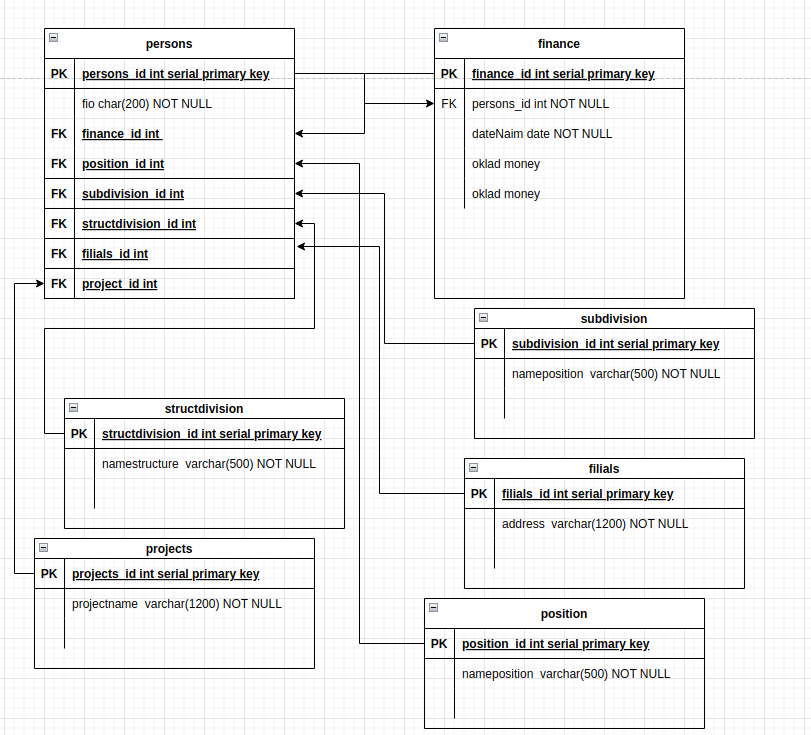 persons
PK persons_id int serial primary key
fio char(200) NOT NULL
FK finance_id int
FK position_id int
FK subdivision_id int
FK structdivision_id int
FK filials_id int
FK project_id int
finance
PK finance_id int serial primary key
FK persons_id int NOT NULL
dateNaim date NOT NULL
oklad money
oklad money
subdivision
PK subdivision_id int serial primary key
nameposition varchar(500) NOT NULL
structdivision
PK structdivision_id int serial primary key
namestructure varchar(500) NOT NULL
filials
PK filials_id int serial primary key
address varchar(1200) NOT NULL
projects
PK projects_id int serial primary key
projectname varchar(1200) NOT NULL
position
PK position_id int serial primary key
nameposition varchar(500) NOT NULL